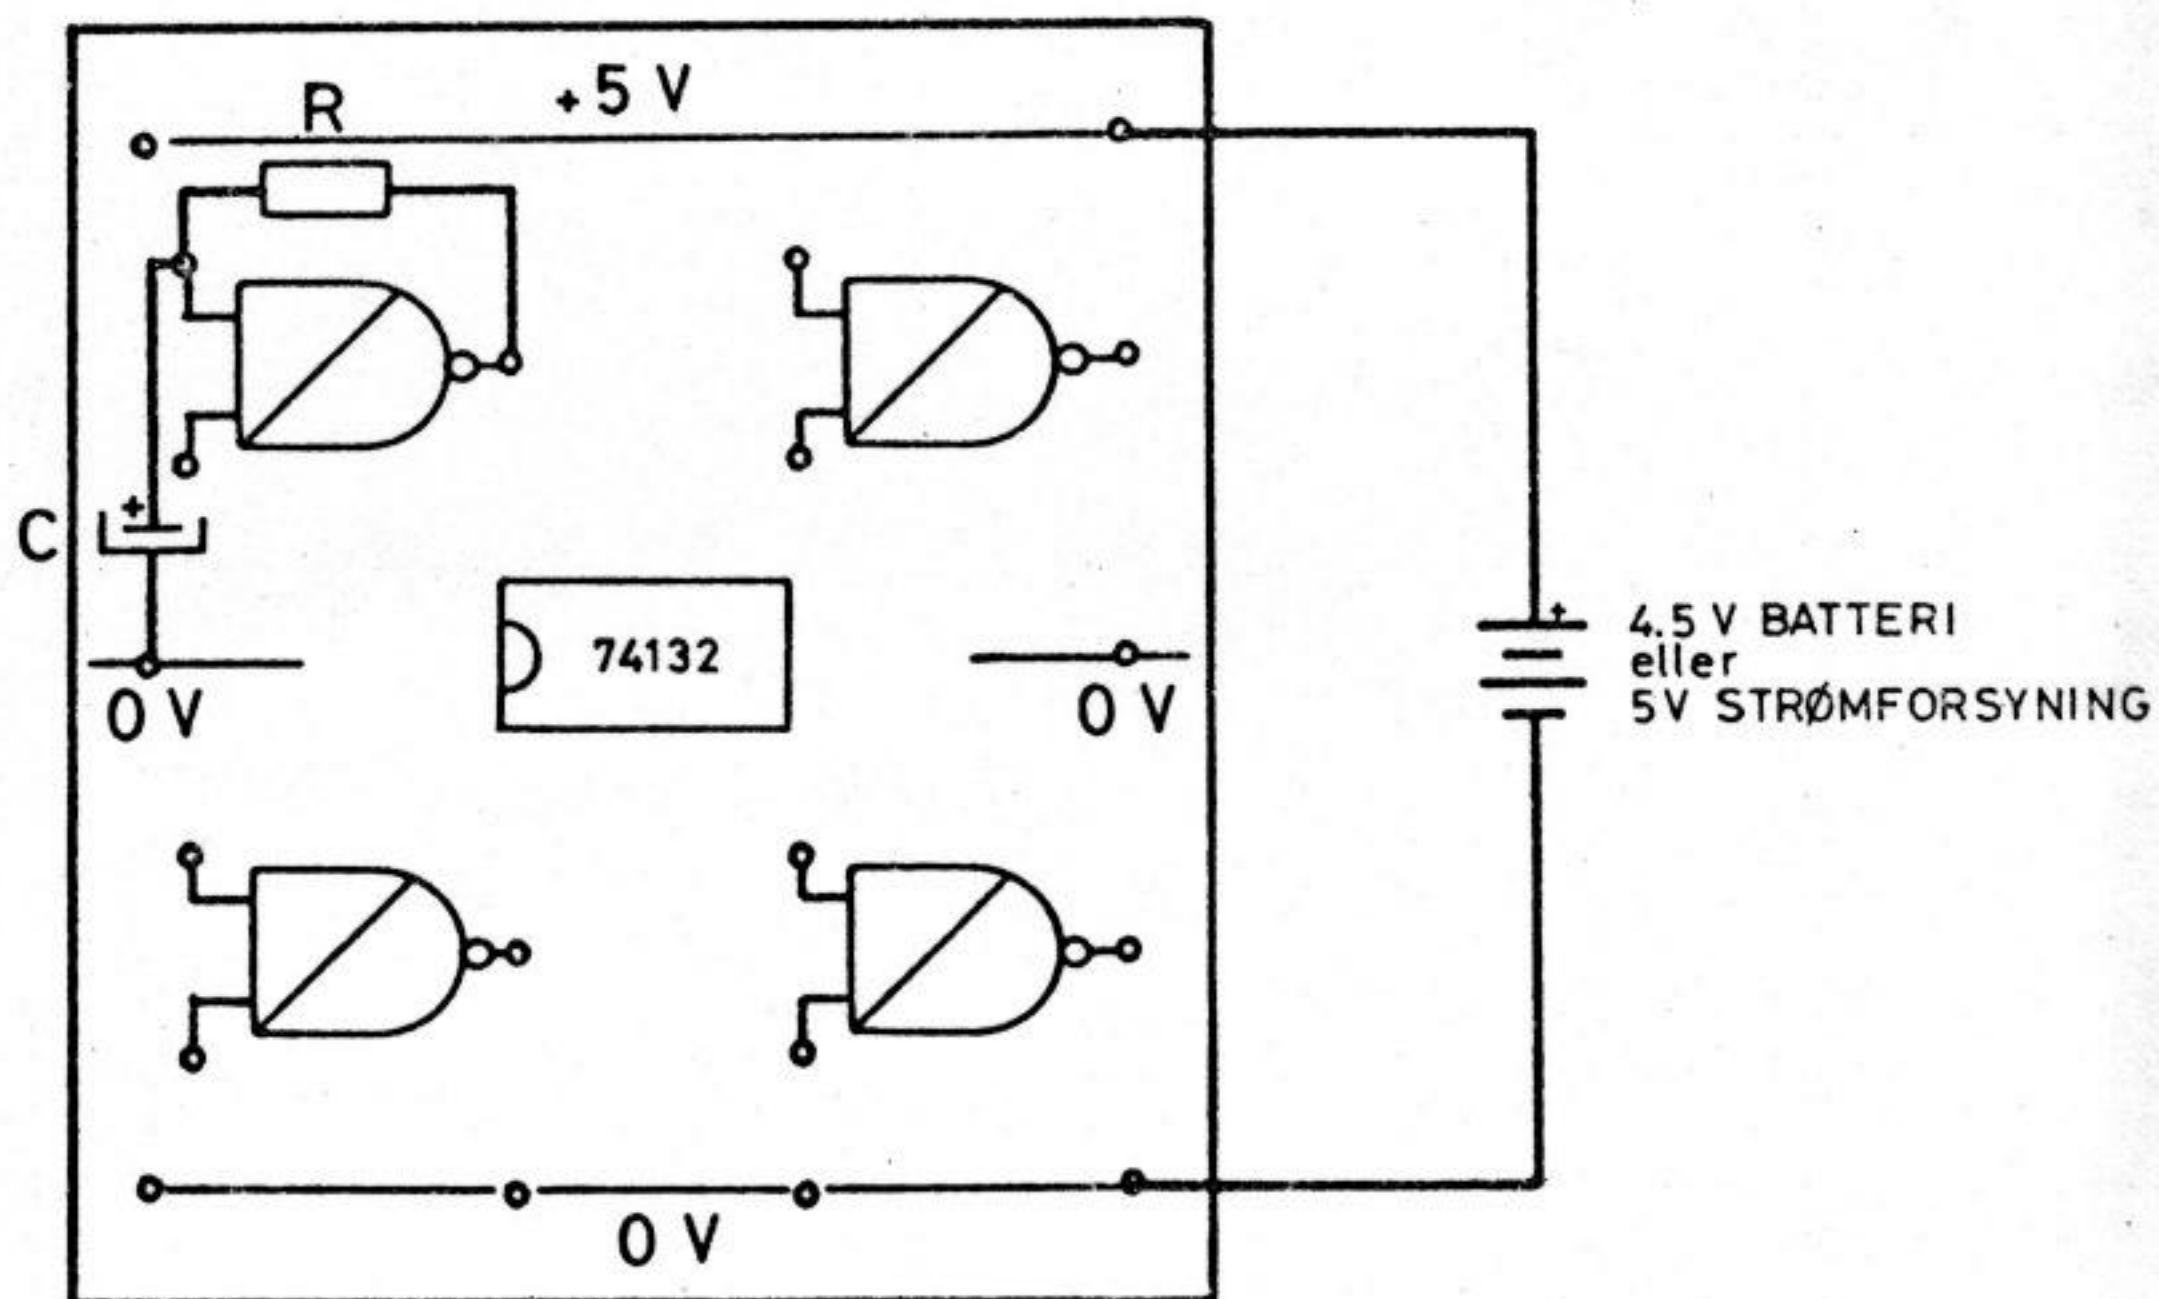 R
+5 V
+
C
74132
0 V
0 V
+
4.5 V BATTERI
eller
5V STRØMFORSYNING
0 V